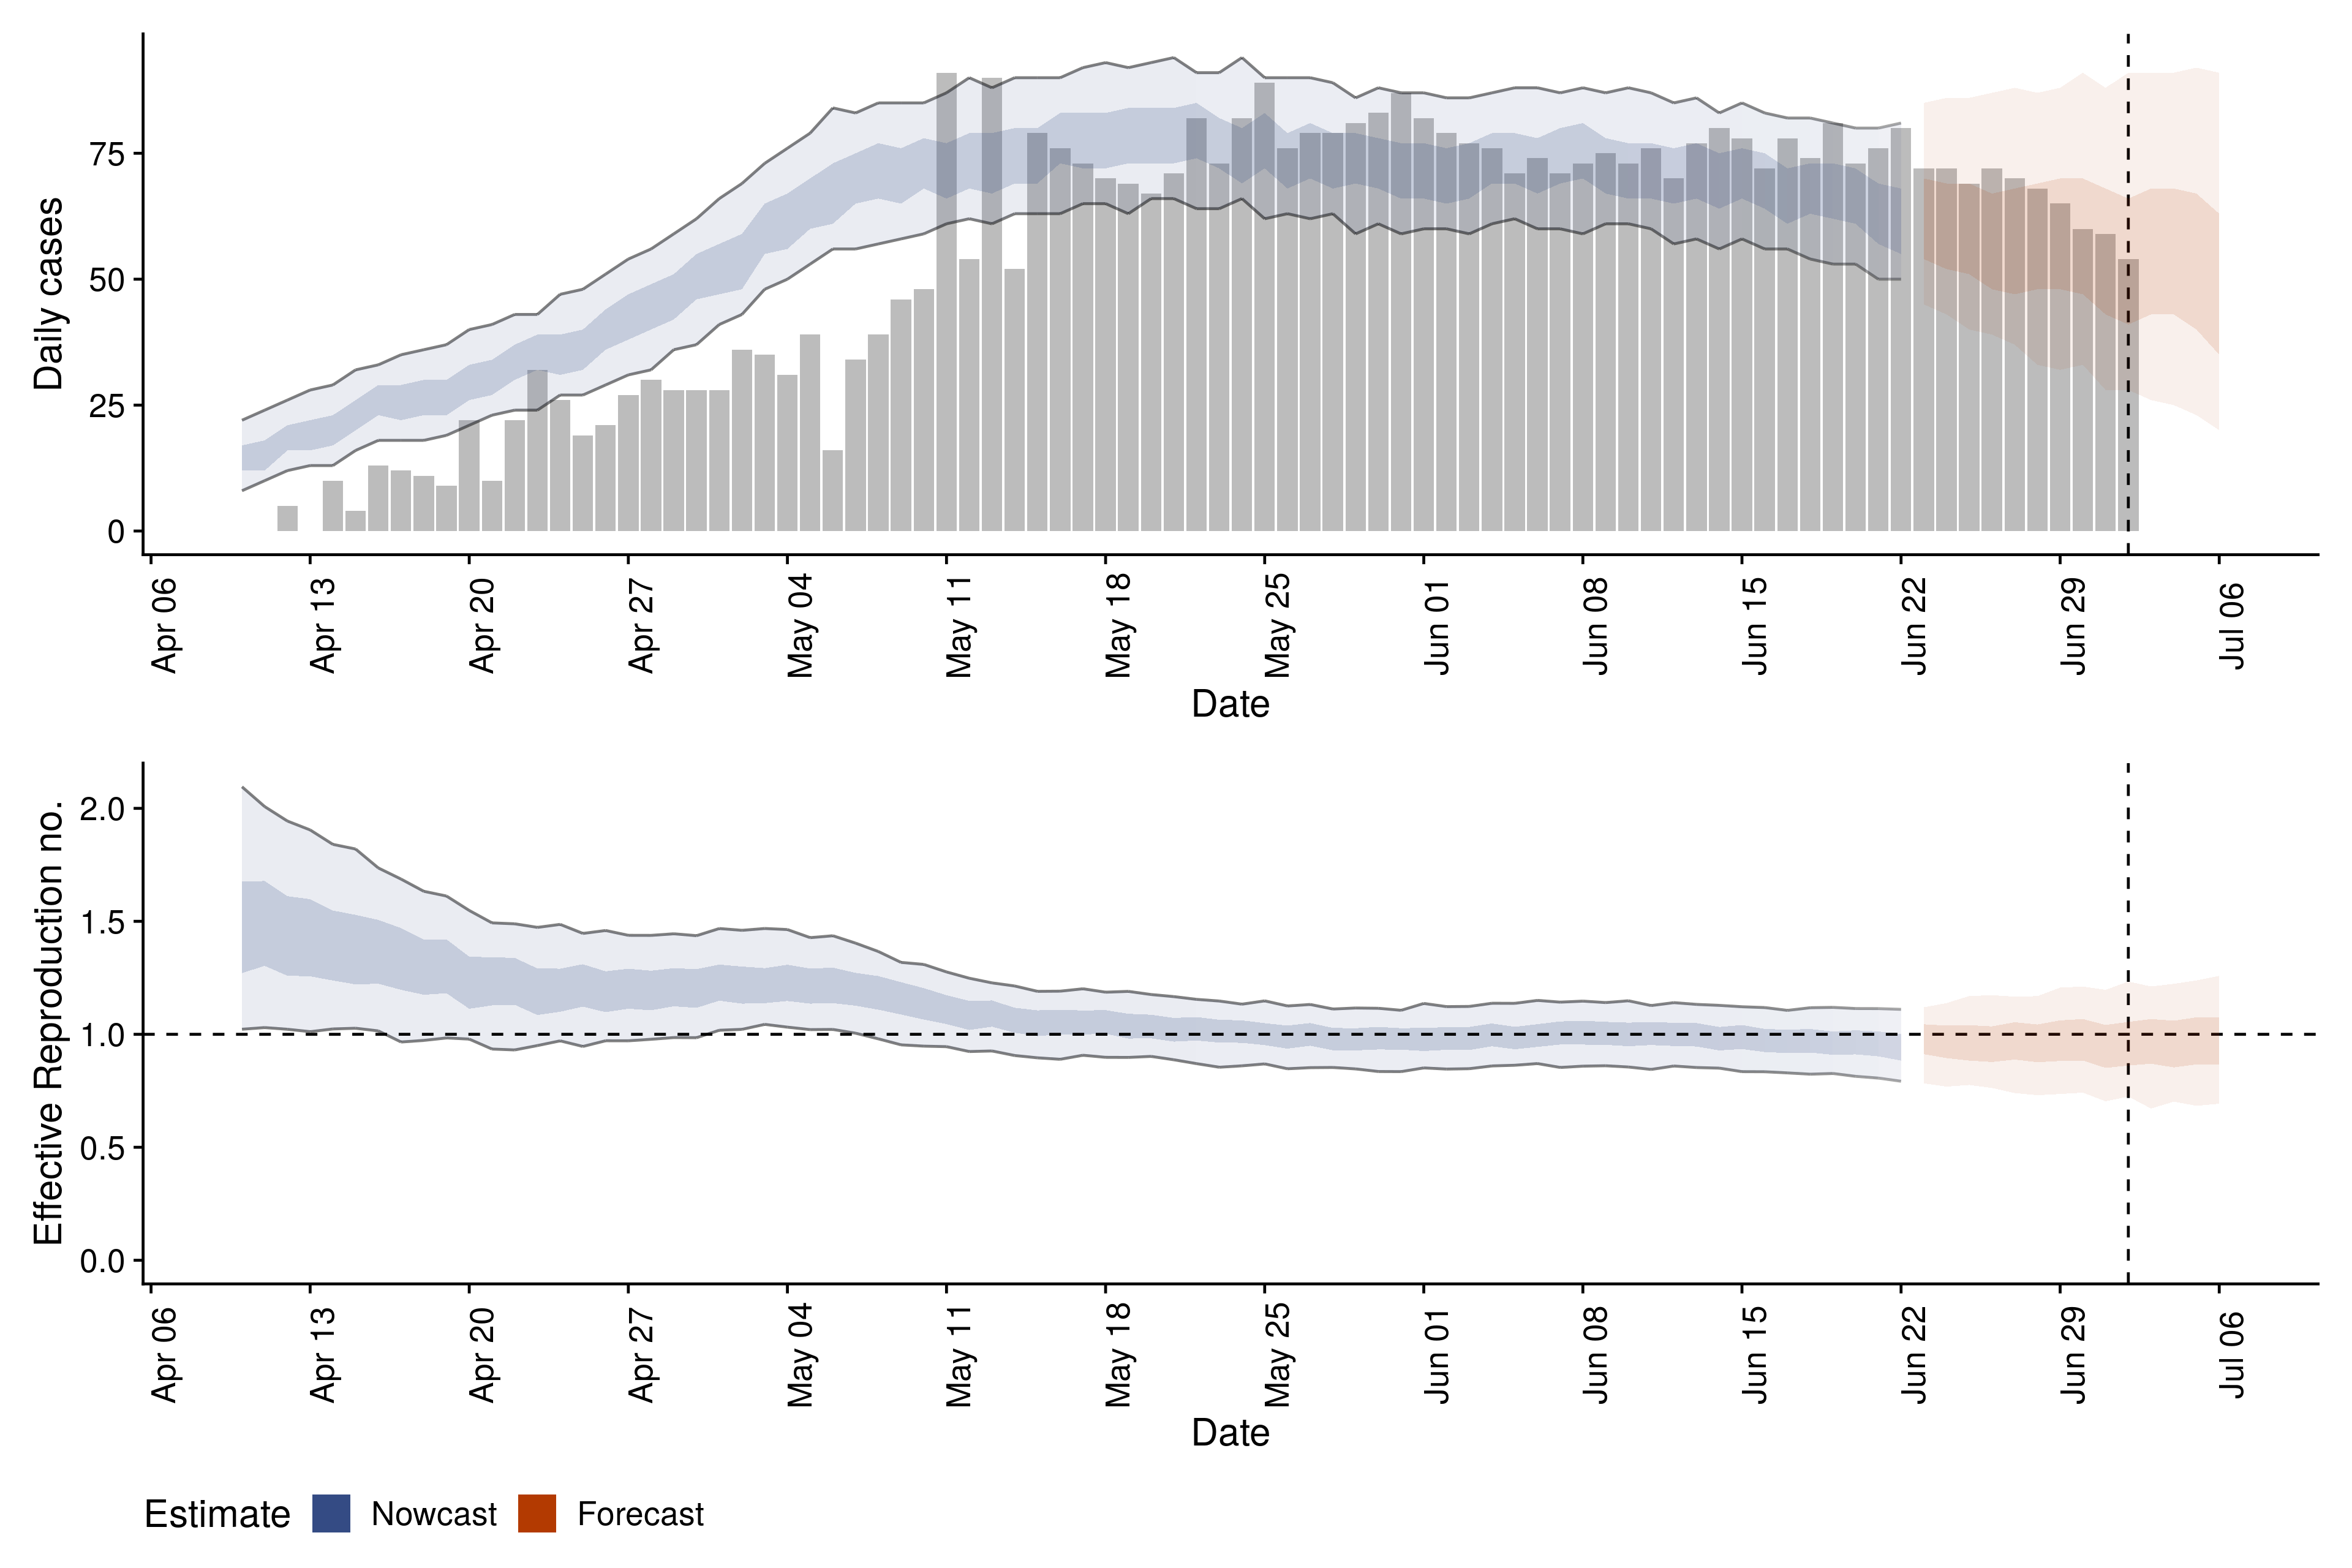 Daily cases
75
50
25
0
Apr 06
Apr 13
Apr 20
Apr 27
May 04
May 11
May 18
May 25
Jun 01
Jun 08
Jun 15
Jun 22
Jun 29
Jul 06
Date
Effective Reproduction no.
2.0
1.5
1.0
0.5
0.0
Apr 06
Apr 13
Apr 20
Apr 27
May 04
May 11
May 18
May 25
Jun 01
Jun 08
Jun 15
Jun 22
Jun 29
Jul 06
Date
Estimate Nowcast Forecast